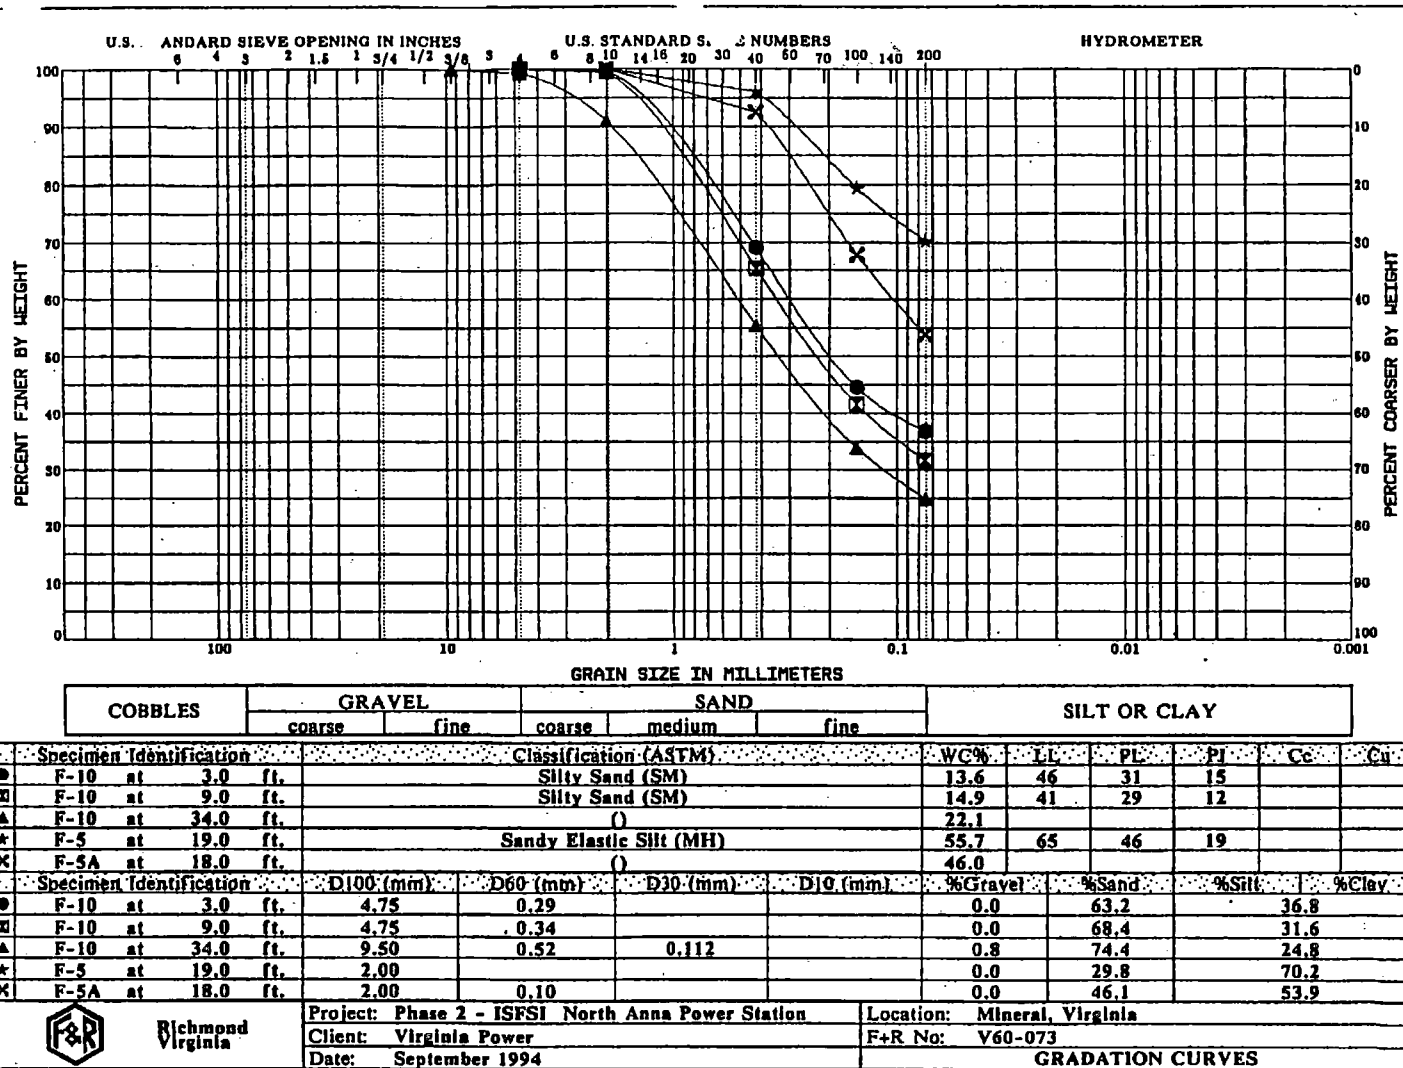 U.S. ANDARD SIEVE OPENING IN INCHES U.S. STANDARD S. E NUMBERS HYDROMETER
6 4 3 2 1.5 1 3/4 1/2 3/8 3 4 6 8 10 14 16 20 30 40 50 70 100 140 200
100 0
90 10
80 20
70 30
60 40
50 50
40 60
30 70
20 80
10 90
0 100
PERCENT FINER BY WEIGHT
PERCENT COARSER BY WEIGHT
100 10 1 0.1 0.01 0.001
GRAIN SIZE IN MILLIMETERS
COBBLES GRAVEL SAND SILT OR CLAY
coarse fine coarse medium fine
Specimen Identification Classification (ASTM) WC% LL PL PI Cc Cu
● F-10 at 3.0 ft. Silty Sand (SM) 13.6 46 31 15
F-10 at 9.0 ft. Silty Sand (SM) 14.9 41 29 12
▲ F-10 at 34.0 ft. () 22.1
★ F-5 at 19.0 ft. Sandy Elastic Silt (MH) 55.7 65 46 19
× F-5A at 18.0 ft. () 46.0
Specimen Identification D100 (mm) D60 (mm) D30 (mm) D10 (mm) %Gravel %Sand %Silt %Clay
● F-10 at 3.0 ft. 4.75 0.29 0.0 63.2 36.8
F-10 at 9.0 ft. 4.75 0.34 0.0 68.4 31.6
▲ F-10 at 34.0 ft. 9.50 0.52 0.112 0.8 74.4 24.8
★ F-5 at 19.0 ft. 2.00 0.0 29.8 70.2
× F-5A at 18.0 ft. 2.00 0.10 0.0 46.1 53.9
F&R
Richmond
Virginia
Project: Phase 2 - ISFSI North Anna Power Station Location: Mineral, Virginia
Client: Virginia Power F+R No: V60-073
Date: September 1994 GRADATION CURVES